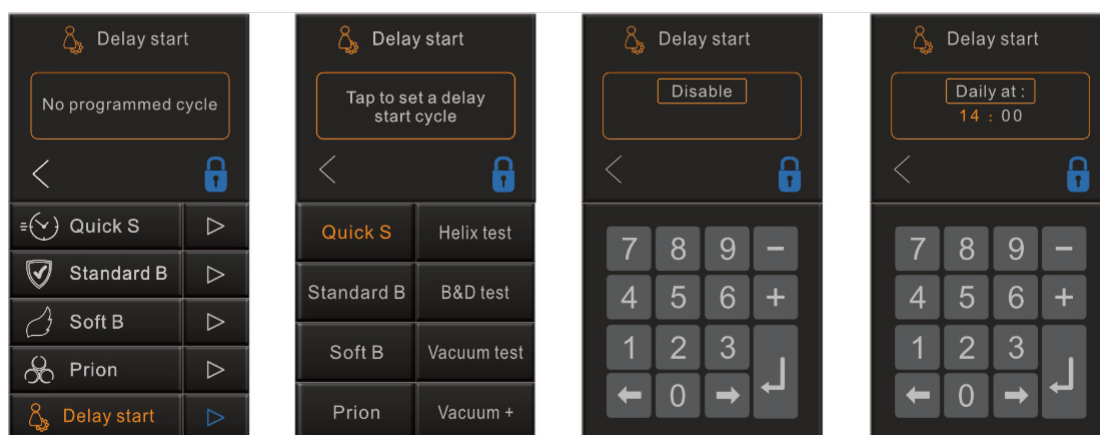 Delay start
No programmed cycle
Quick S
Standard B
Soft B
Prion
Delay start
Delay start
Tap to set a delay
start cycle
Quick S Helix test
Standard B B&D test
Soft B Vacuum test
Prion Vacuum +
Delay start
Disable
7 8 9 −
4 5 6 +
1 2 3
0
Delay start
Daily at :
14 : 00
7 8 9 −
4 5 6 +
1 2 3
0